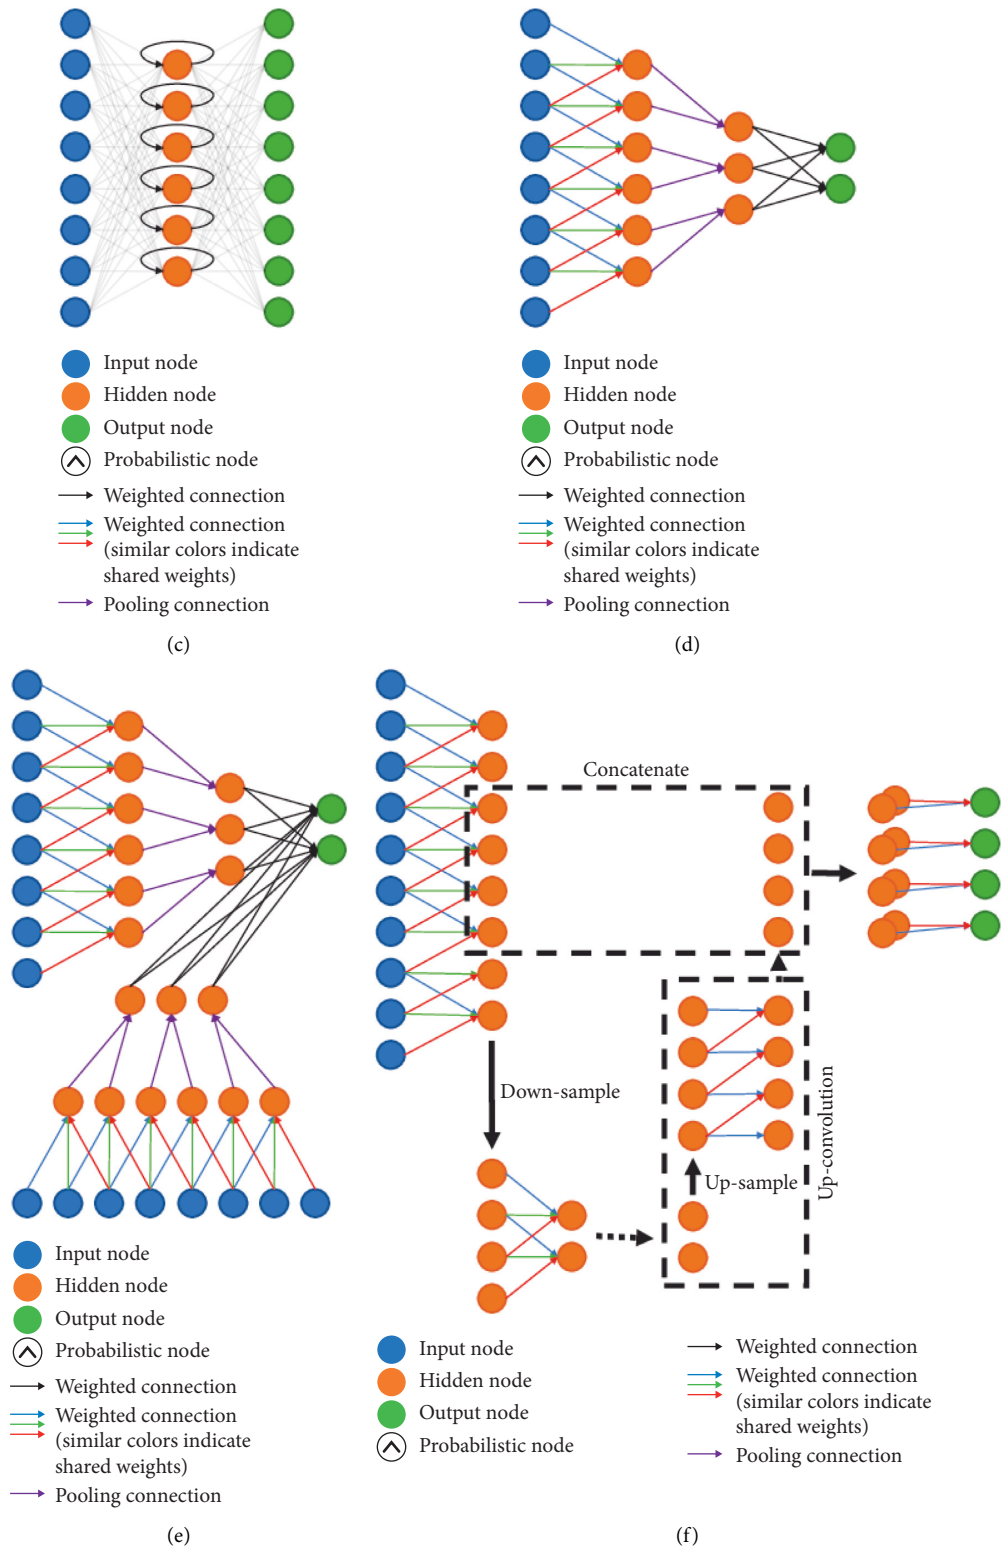 Input node
Hidden node
Output node
Probabilistic node
Weighted connection
Weighted connection
(similar colors indicate
shared weights)
Pooling connection
(c)
Input node
Hidden node
Output node
Probabilistic node
Weighted connection
Weighted connection
(similar colors indicate
shared weights)
Pooling connection
(d)
Input node
Hidden node
Output node
Probabilistic node
Weighted connection
Weighted connection
(similar colors indicate
shared weights)
Pooling connection
(e)
Concatenate
Down-sample
Up-sample
Up-convolution
Input node
Hidden node
Output node
Probabilistic node
Weighted connection
Weighted connection
(similar colors indicate
shared weights)
Pooling connection
(f)